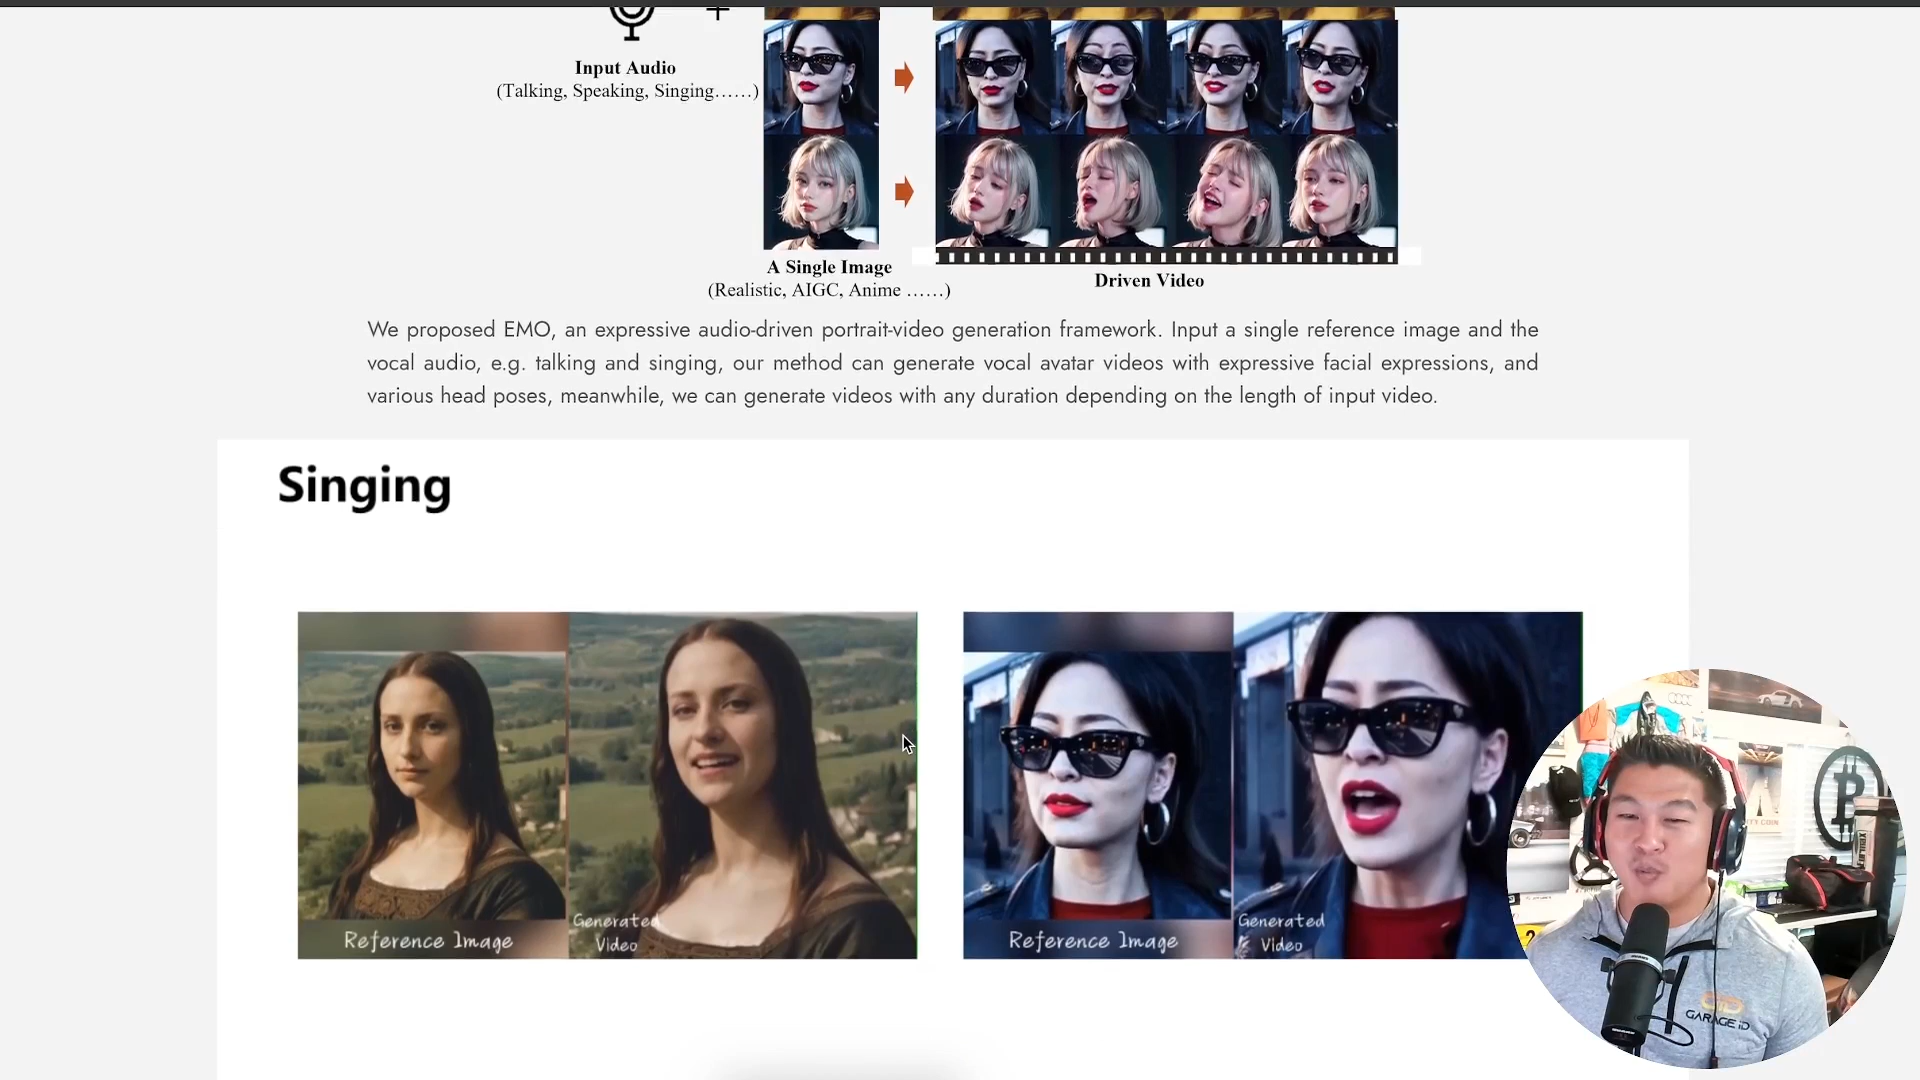 Input Audio
(Talking, Speaking, Singing......)
A Single Image
(Realistic, AIGC, Anime ......)
Driven Video
We proposed EMO, an expressive audio-driven portrait-video generation framework. Input a single reference image and the
vocal audio, e.g. talking and singing, our method can generate vocal avatar videos with expressive facial expressions, and
various head poses, meanwhile, we can generate videos with any duration depending on the length of input video.
Singing
Reference Image
Generated
Video
Reference Image
Generated
Video
GARAGE iD